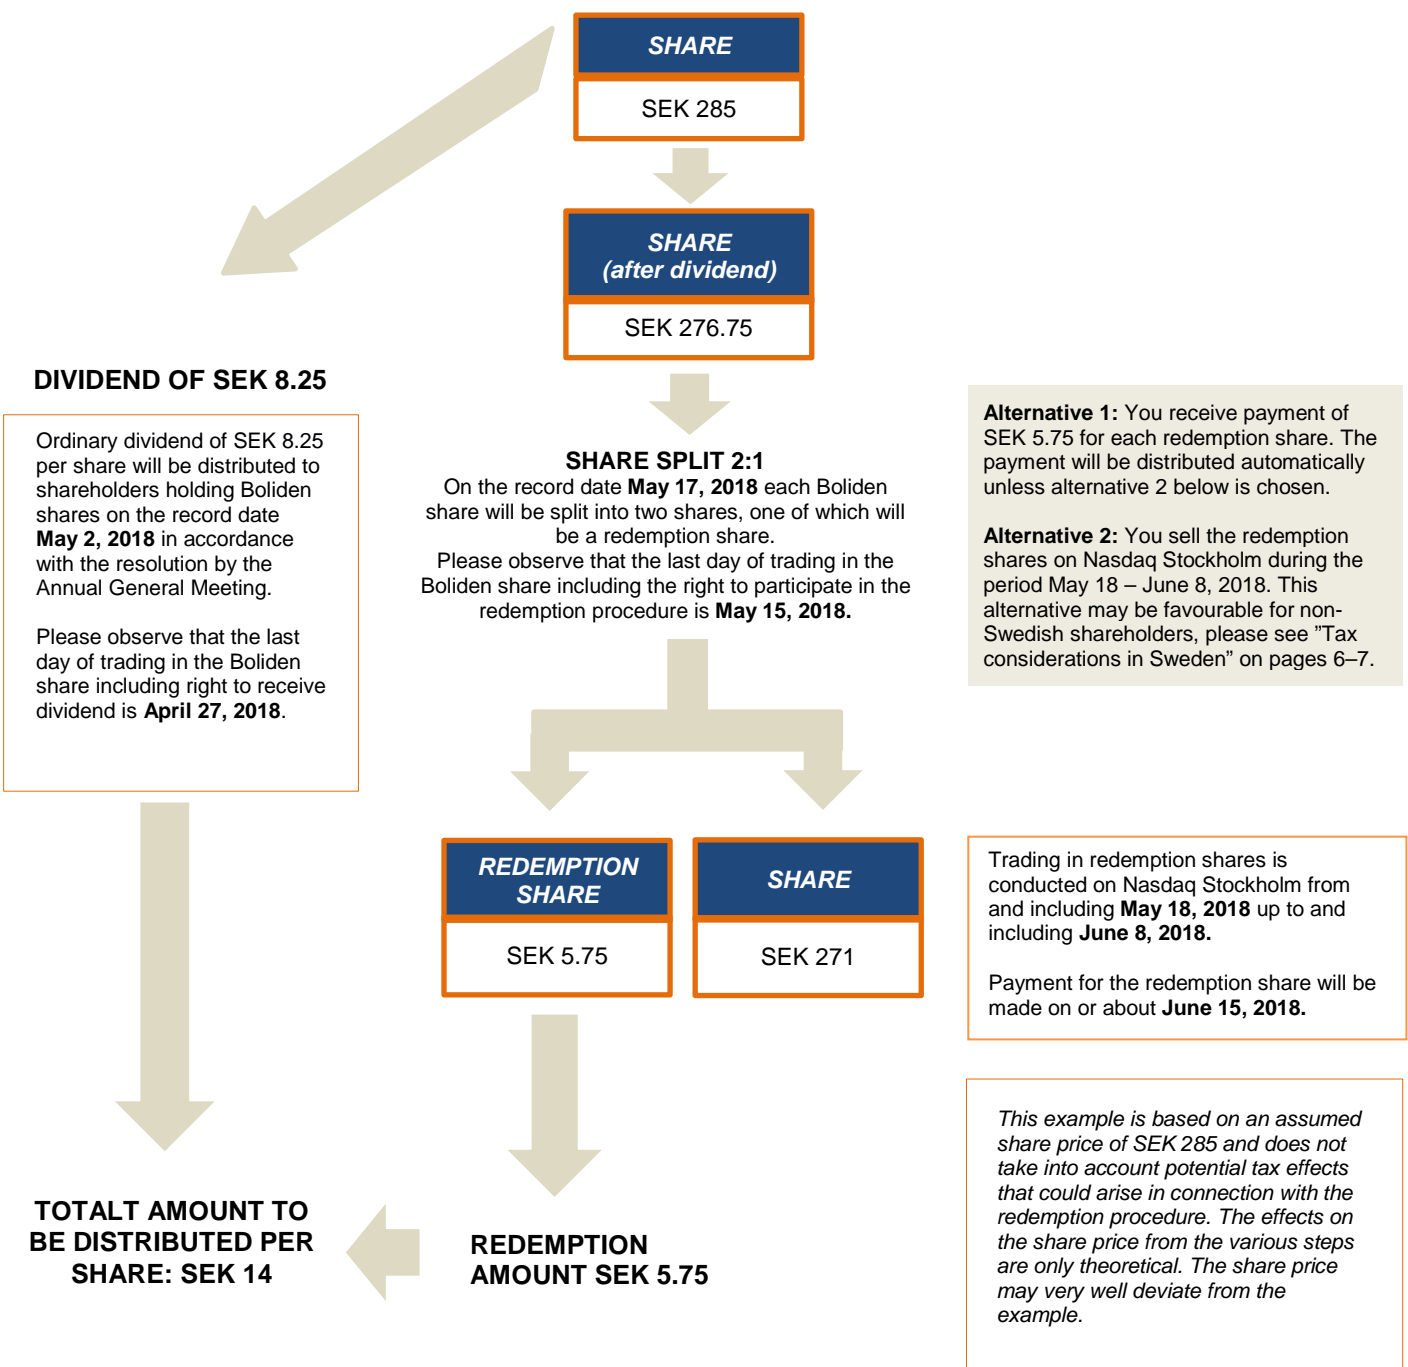 SHARE
SEK 285
SHARE
(after dividend)
SEK 276.75
DIVIDEND OF SEK 8.25
Ordinary dividend of SEK 8.25
per share will be distributed to
shareholders holding Boliden
shares on the record date
May 2, 2018 in accordance
with the resolution by the
Annual General Meeting.
Please observe that the last
day of trading in the Boliden
share including right to receive
dividend is April 27, 2018.
SHARE SPLIT 2:1
On the record date May 17, 2018 each Boliden
share will be split into two shares, one of which will
be a redemption share.
Please observe that the last day of trading in the
Boliden share including the right to participate in the
redemption procedure is May 15, 2018.
Alternative 1: You receive payment of
SEK 5.75 for each redemption share. The
payment will be distributed automatically
unless alternative 2 below is chosen.
Alternative 2: You sell the redemption
shares on Nasdaq Stockholm during the
period May 18 – June 8, 2018. This
alternative may be favourable for non-
Swedish shareholders, please see ”Tax
considerations in Sweden” on pages 6–7.
REDEMPTION
SHARE
SEK 5.75
SHARE
SEK 271
Trading in redemption shares is
conducted on Nasdaq Stockholm from
and including May 18, 2018 up to and
including June 8, 2018.
Payment for the redemption share will be
made on or about June 15, 2018.
TOTALT AMOUNT TO
BE DISTRIBUTED PER
SHARE: SEK 14
REDEMPTION
AMOUNT SEK 5.75
This example is based on an assumed
share price of SEK 285 and does not
take into account potential tax effects
that could arise in connection with the
redemption procedure. The effects on
the share price from the various steps
are only theoretical. The share price
may very well deviate from the
example.